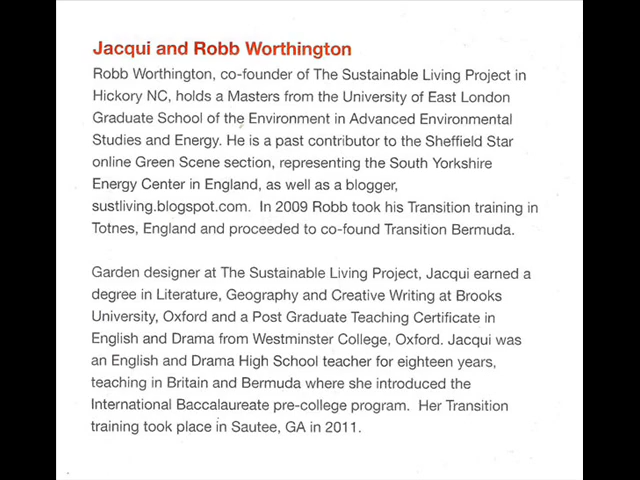 Jacqui and Robb Worthington
Robb Worthington, co-founder of The Sustainable Living Project in
Hickory NC, holds a Masters from the University of East London
Graduate School of the Environment in Advanced Environmental
Studies and Energy. He is a past contributor to the Sheffield Star
online Green Scene section, representing the South Yorkshire
Energy Center in England, as well as a blogger,
sustliving.blogspot.com.  In 2009 Robb took his Transition training in
Totnes, England and proceeded to co-found Transition Bermuda.
Garden designer at The Sustainable Living Project, Jacqui earned a
degree in Literature, Geography and Creative Writing at Brooks
University, Oxford and a Post Graduate Teaching Certificate in
English and Drama from Westminster College, Oxford. Jacqui was
an English and Drama High School teacher for eighteen years,
teaching in Britain and Bermuda where she introduced the
International Baccalaureate pre-college program.  Her Transition
training took place in Sautee, GA in 2011.